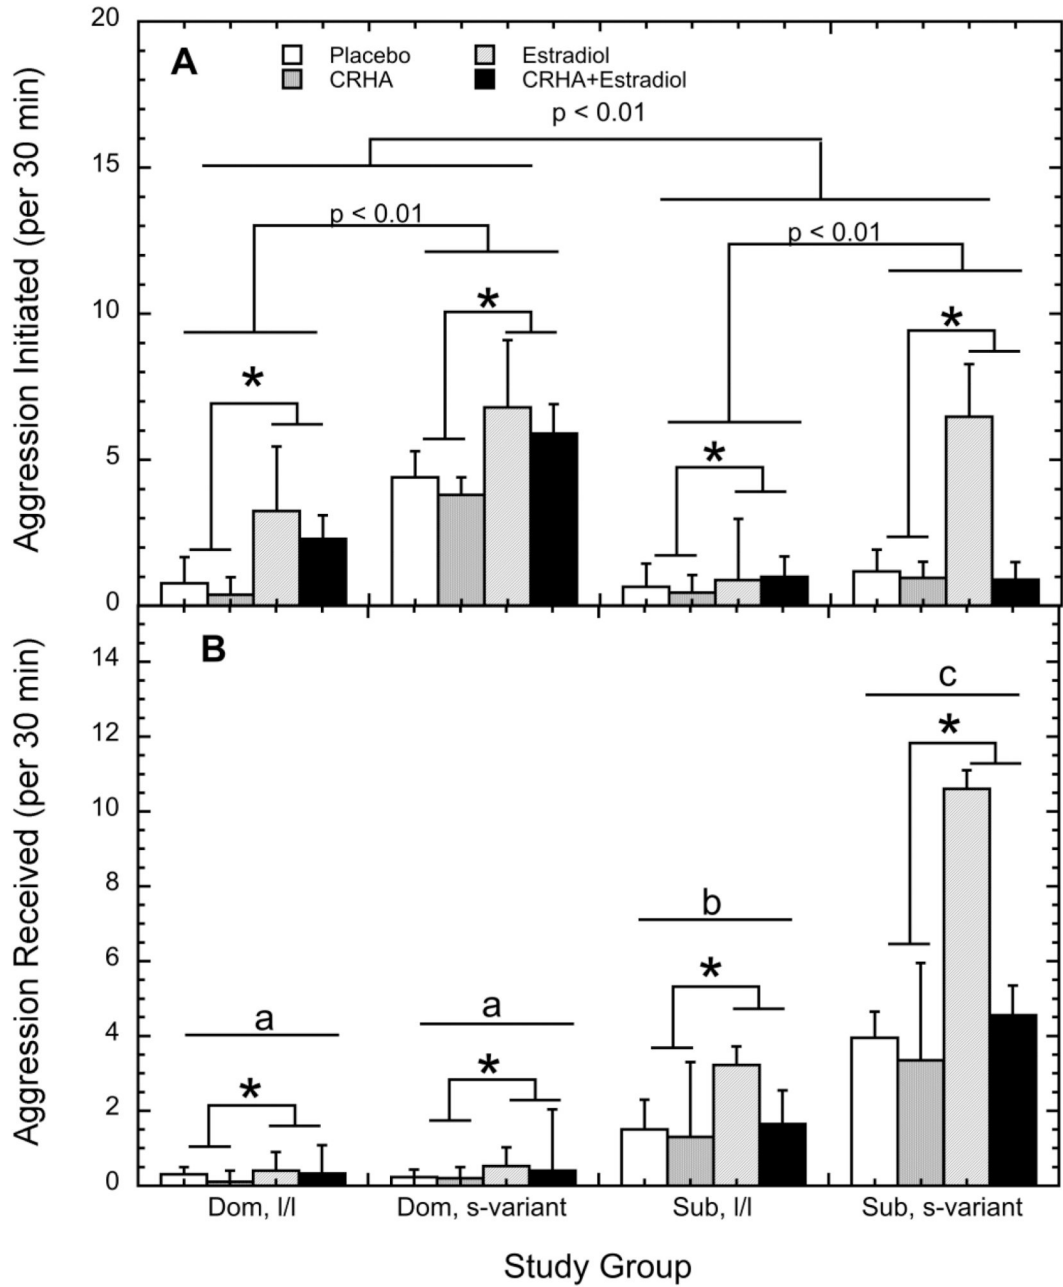 20
A
Placebo
Estradiol
CRHA
CRHA+Estradiol
p < 0.01
15
p < 0.01
p < 0.01
*
10
*
*
5
*
0
Aggression Initiated (per 30 min)
B
14
c
12
*
10
8
b
6
*
a
a
4
*
*
2
0
Aggression Received (per 30 min)
Dom, l/l
Dom, s-variant
Sub, l/l
Sub, s-variant
Study Group